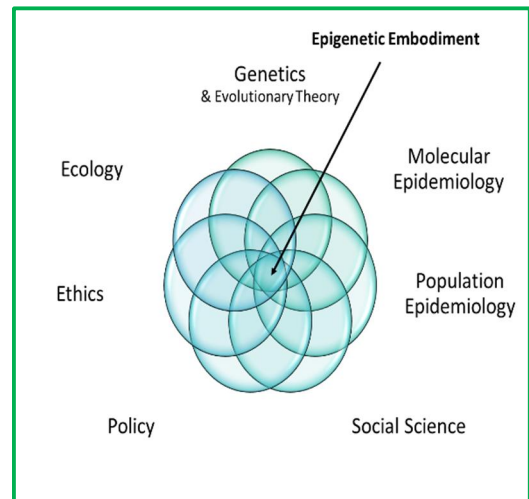 Epigenetic Embodiment
Genetics
& Evolutionary Theory
Ecology
Molecular
Epidemiology
Ethics
Population
Epidemiology
Policy
Social Science